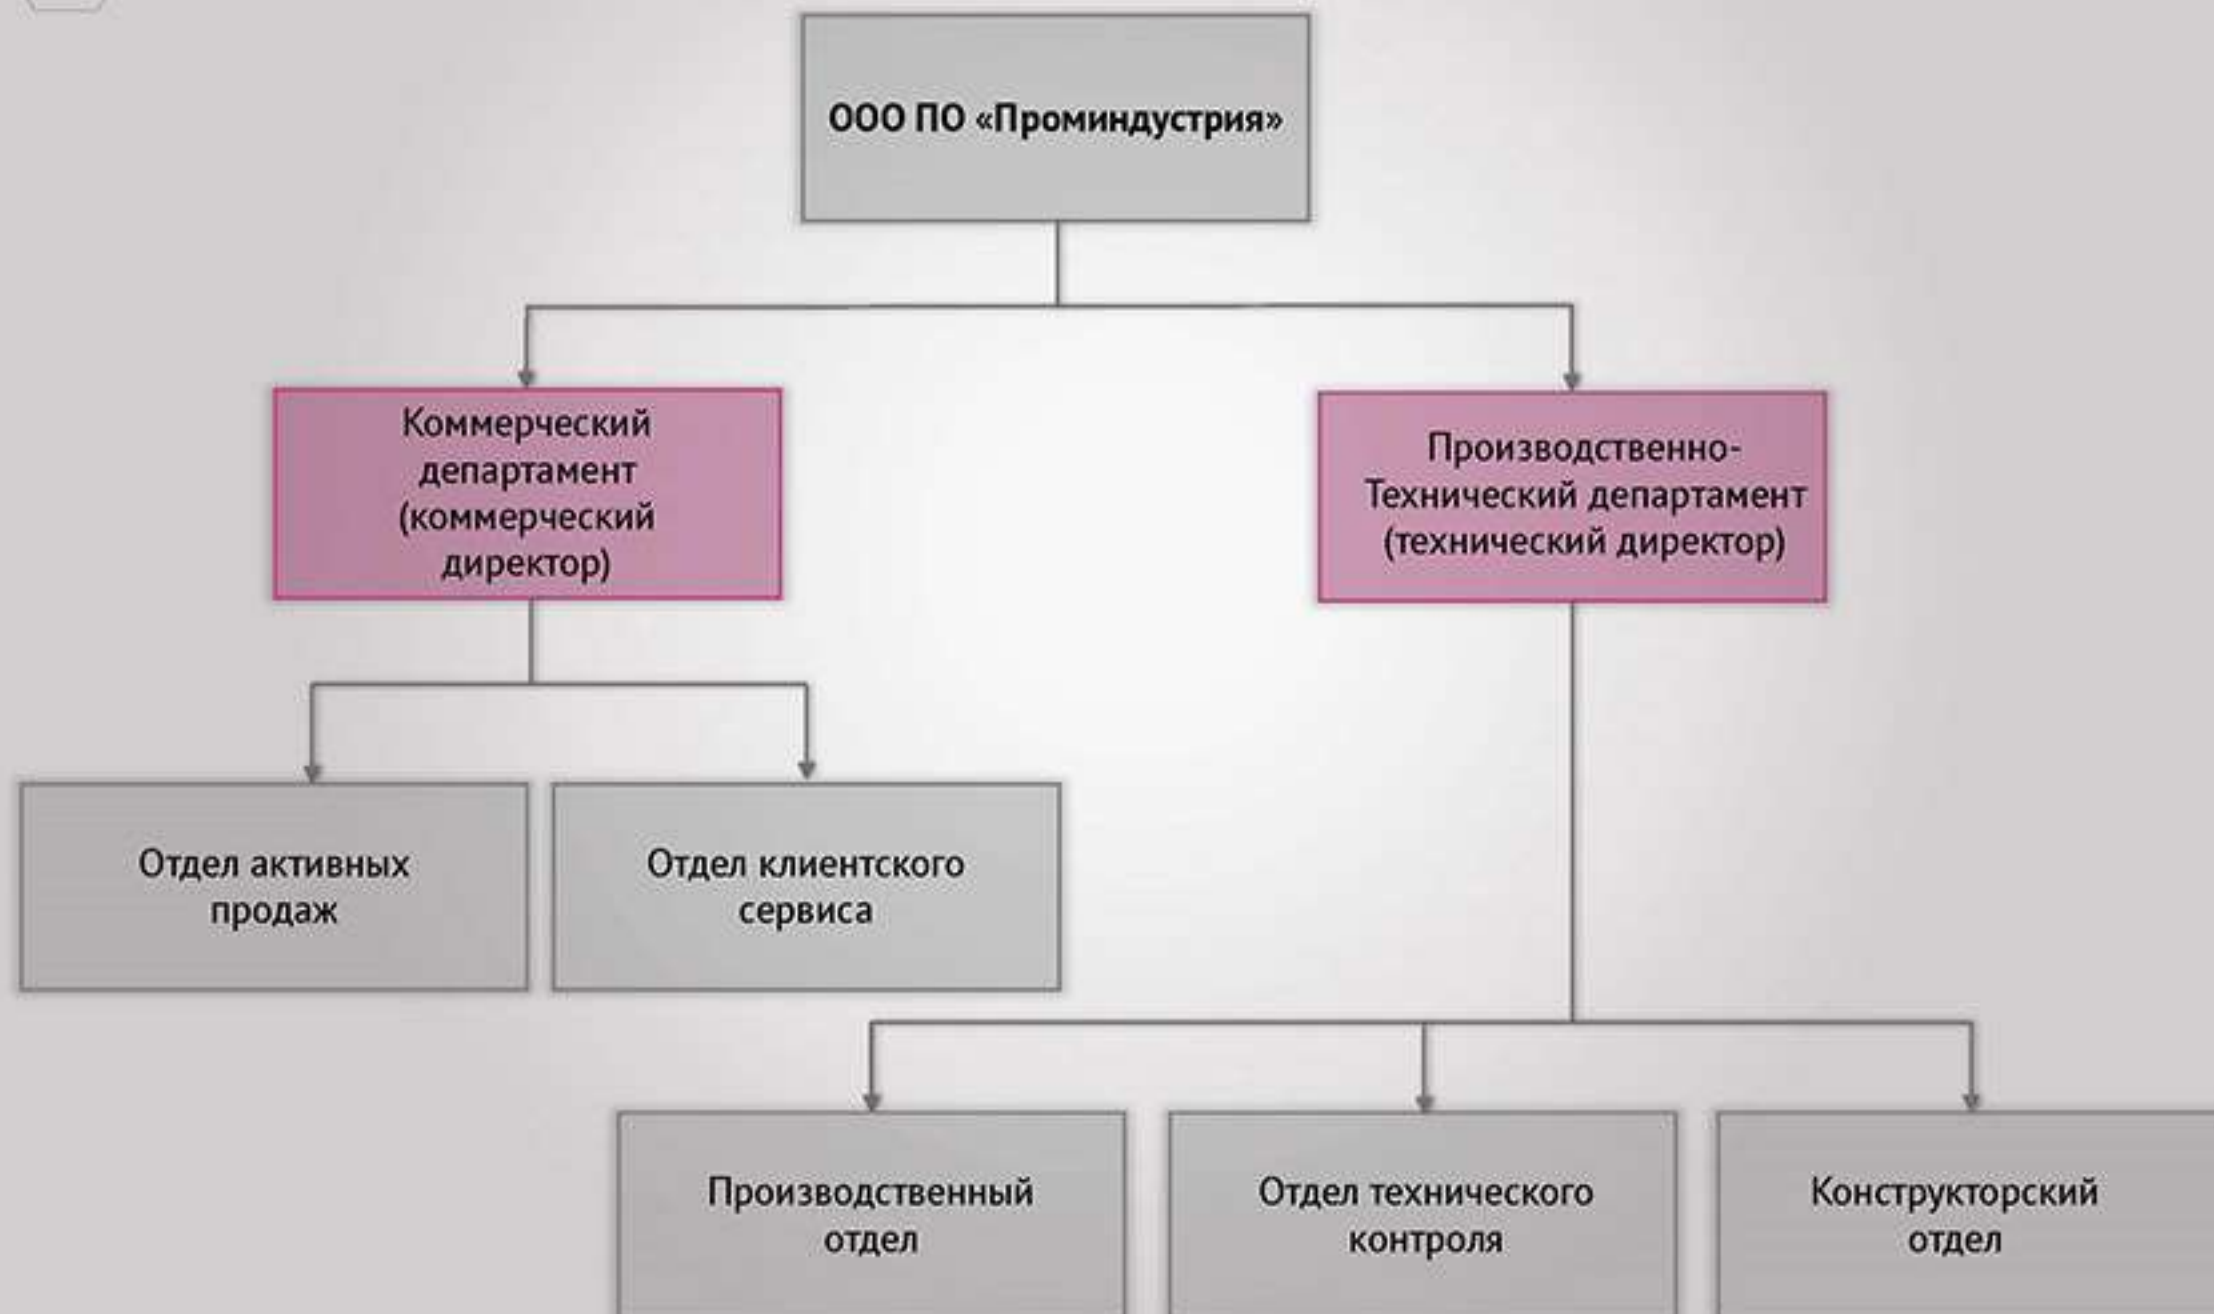 ООО ПО «Проминдустрия»
Коммерческий
департамент
(коммерческий
директор)
Производственно-
Технический департамент
(технический директор)
Отдел активных
продаж
Отдел клиентского
сервиса
Производственный
отдел
Отдел технического
контроля
Конструкторский
отдел